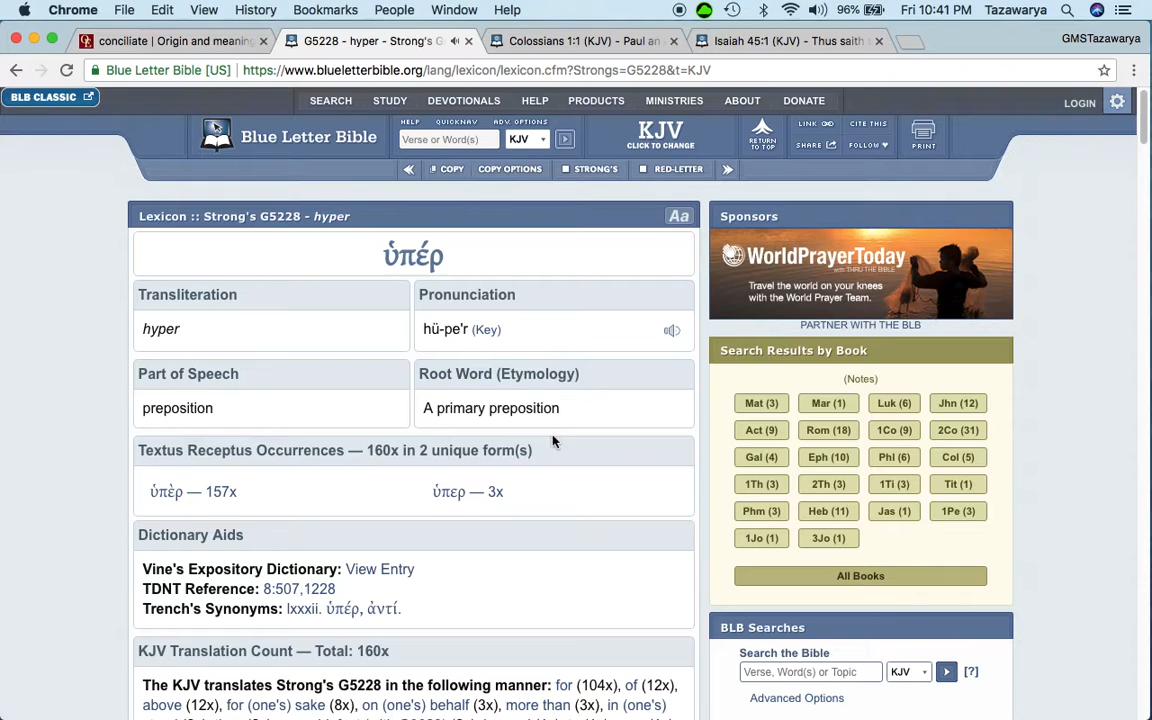 Chrome File Edit View History Bookmarks People Window Help 96% Fri 10:41 PM Tazawarya
conciliate | Origin and meaning G5228 - hyper - Strong's G Colossians 1:1 (KJV) - Paul an Isaiah 45:1 (KJV) - Thus saith GMSTazawarya
Blue Letter Bible [US] https://www.blueletterbible.org/lang/lexicon/lexicon.cfm?Strongs=G5228&t=KJV
BLB CLASSIC SEARCH STUDY DEVOTIONALS HELP PRODUCTS MINISTRIES ABOUT DONATE LOGIN
HELP QUICKNAV ADV. OPTIONS
Blue Letter Bible Verse or Word(s) KJV
KJV
CLICK TO CHANGE
RETURN
TO TOP
LINK CITE THIS
SHARE FOLLOW
PRINT
COPY COPY OPTIONS STRONG'S RED-LETTER
Lexicon :: Strong's G5228 - hyper Aa
ὑπέρ
Transliteration Pronunciation
hyper hü-pe'r (Key)
Part of Speech Root Word (Etymology)
preposition A primary preposition
Textus Receptus Occurrences — 160x in 2 unique form(s)
ὑπὲρ — 157x ὑπερ — 3x
Dictionary Aids
Vine's Expository Dictionary: View Entry
TDNT Reference: 8:507,1228
Trench's Synonyms: lxxxii. ὑπέρ, ἀντί.
KJV Translation Count — Total: 160x
The KJV translates Strong's G5228 in the following manner: for (104x), of (12x),
above (12x), for (one's) sake (8x), on (one's) behalf (3x), more than (3x), in (one's)
Sponsors
WorldPrayerToday
with THRU THE BIBLE
Travel the world on your knees
with the World Prayer Team.
PARTNER WITH THE BLB
Search Results by Book
(Notes)
Mat (3) Mar (1) Luk (6) Jhn (12)
Act (9) Rom (18) 1Co (9) 2Co (31)
Gal (4) Eph (10) Phl (6) Col (5)
1Th (3) 2Th (3) 1Ti (3) Tit (1)
Phm (3) Heb (11) Jas (1) 1Pe (3)
1Jo (1) 3Jo (1)
All Books
BLB Searches
Search the Bible
Verse, Word(s) or Topic KJV [?]
Advanced Options